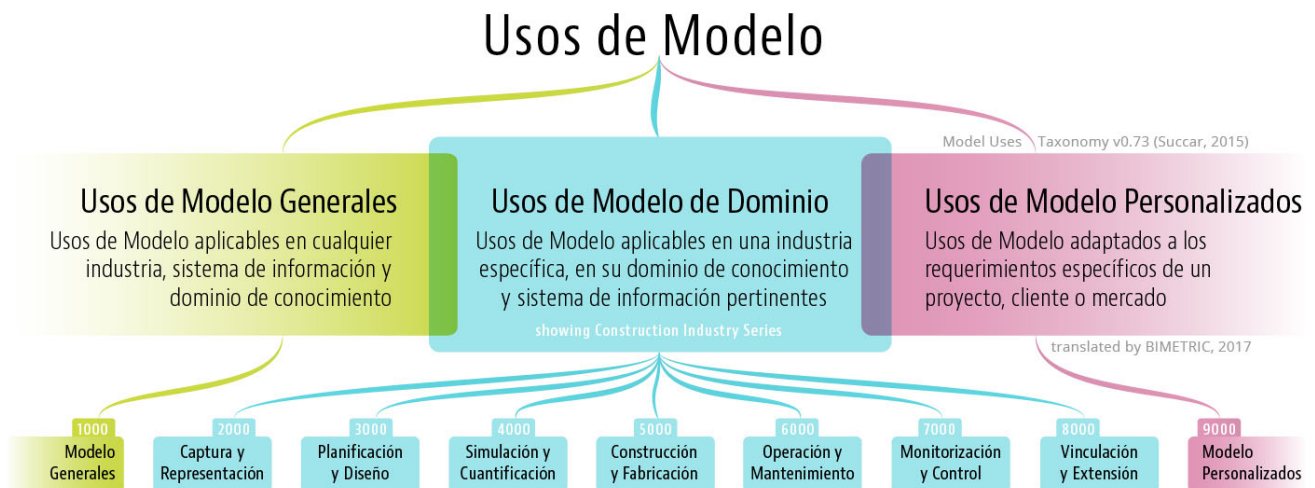 Usos de Modelo
Model Uses Taxonomy v0.73 (Succar, 2015)
Usos de Modelo Generales
Usos de Modelo aplicables en cualquier
industria, sistema de información y
dominio de conocimiento
Usos de Modelo de Dominio
Usos de Modelo aplicables en una industria
específica, en su dominio de conocimiento
y sistema de información pertinentes
showing Construction Industry Series
Usos de Modelo Personalizados
Usos de Modelo adaptados a los
requerimientos específicos de un
proyecto, cliente o mercado
translated by BIMETRIC, 2017
1000
Modelo
Generales
2000
Captura y
Representación
3000
Planificación
y Diseño
4000
Simulación y
Cuantificación
5000
Construcción
y Fabricación
6000
Operación y
Mantenimiento
7000
Monitorización
y Control
8000
Vinculación
y Extensión
9000
Modelo
Personalizados